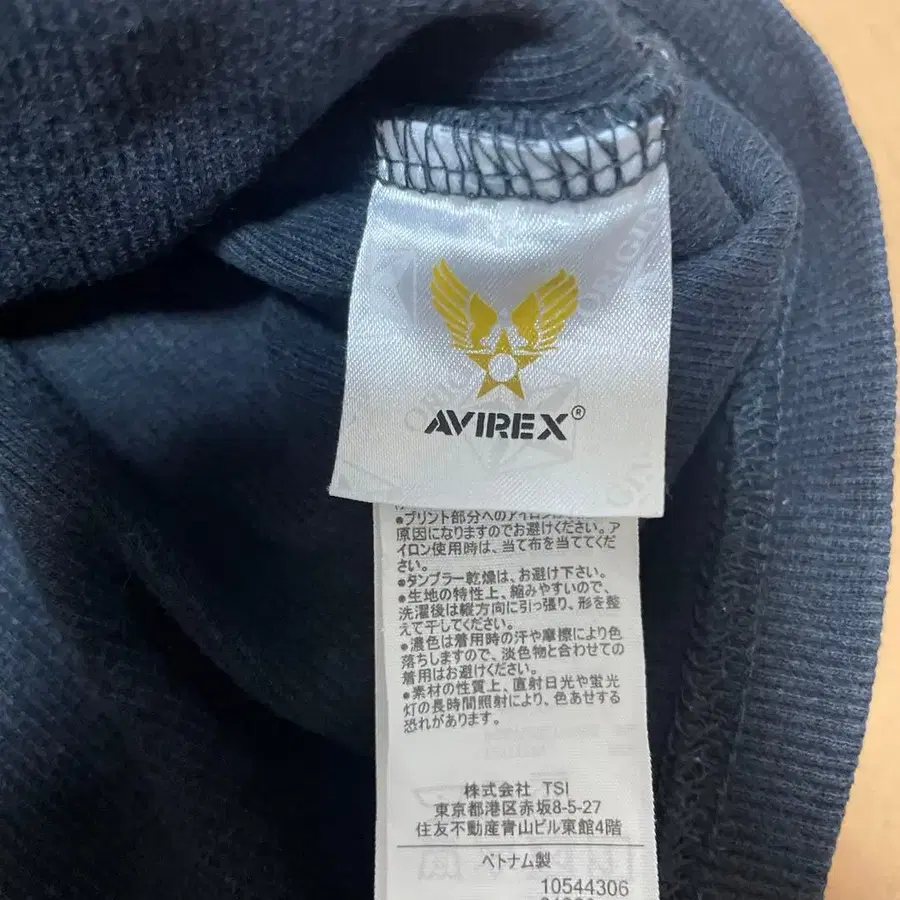 AVIREX®
●プリント部分へのアイロン
原因になりますのでお避けください。ア
イロン使用時は、当て布を当ててくだ
さい。
●タンブラー乾燥は、お避け下さい。
●生地の特性上、縮みやすいので、
洗濯後は縦方向に引っ張り、形を整
えて干してください。
●濃色は着用時の汗や摩擦により色
落ちしますので、淡色物と合わせての
着用はお避けください。
●素材の性質上、直射日光や蛍光
灯の長時間照射により、色あせする
恐れがあります。
株式会社 TSI
東京都港区赤坂8-5-27
住友不動産青山ビル東館4階
ベトナム製
10544306